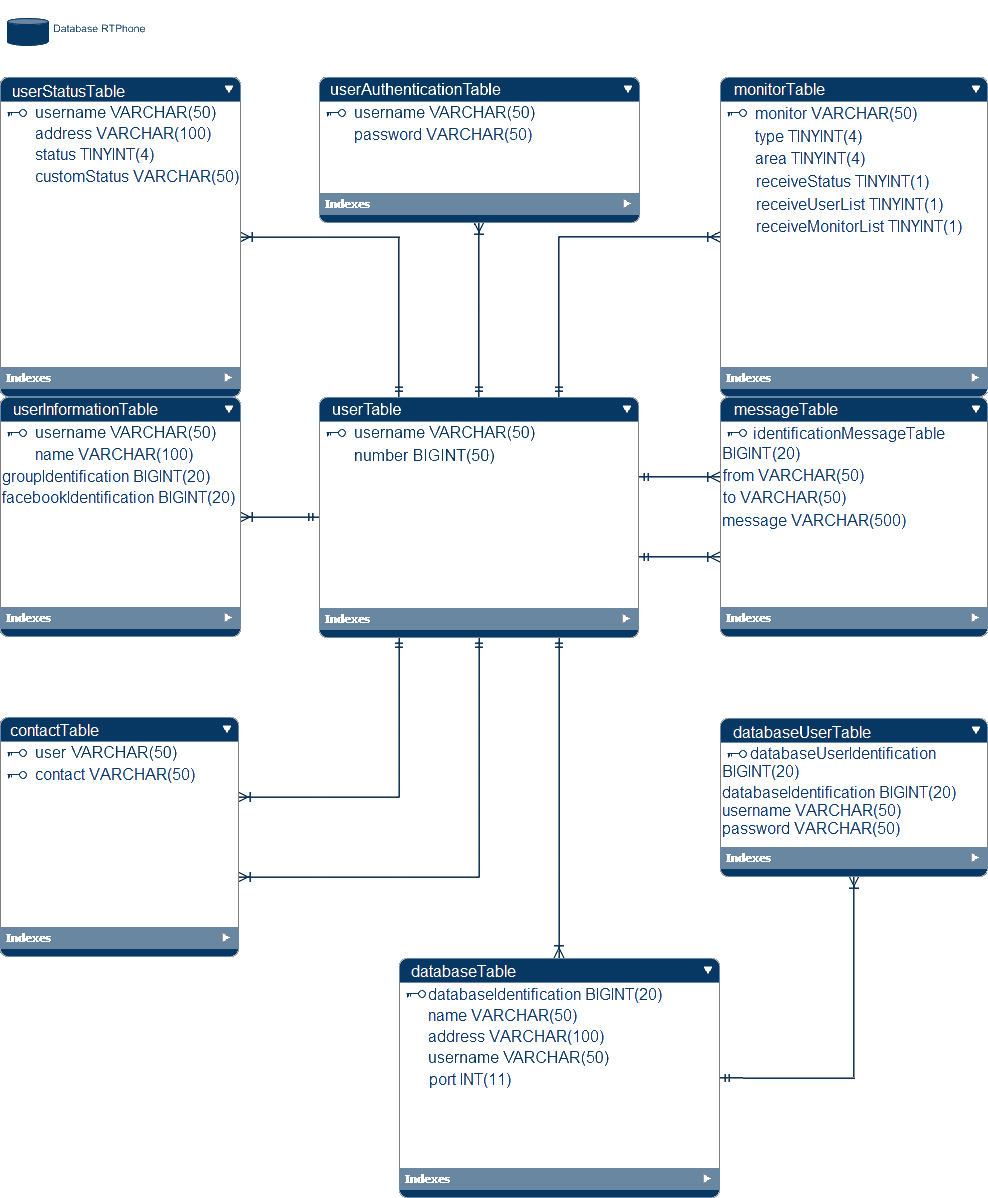 Database RTPhone
userStatusTable
username VARCHAR(50)
address VARCHAR(100)
status TINYINT(4)
customStatus VARCHAR(50)
Indexes
userAuthenticationTable
username VARCHAR(50)
password VARCHAR(50)
Indexes
monitorTable
monitor VARCHAR(50)
type TINYINT(4)
area TINYINT(4)
receiveStatus TINYINT(1)
receiveUserList TINYINT(1)
receiveMonitorList TINYINT(1)
Indexes
userInformationTable
username VARCHAR(50)
name VARCHAR(100)
groupIdentification BIGINT(20)
facebookIdentification BIGINT(20)
Indexes
userTable
username VARCHAR(50)
number BIGINT(50)
Indexes
messageTable
identificationMessageTable
BIGINT(20)
from VARCHAR(50)
to VARCHAR(50)
message VARCHAR(500)
Indexes
contactTable
user VARCHAR(50)
contact VARCHAR(50)
Indexes
databaseUserTable
databaseUserIdentification
BIGINT(20)
databaseIdentification BIGINT(20)
username VARCHAR(50)
password VARCHAR(50)
Indexes
databaseTable
databaseIdentification BIGINT(20)
name VARCHAR(50)
address VARCHAR(100)
username VARCHAR(50)
port INT(11)
Indexes